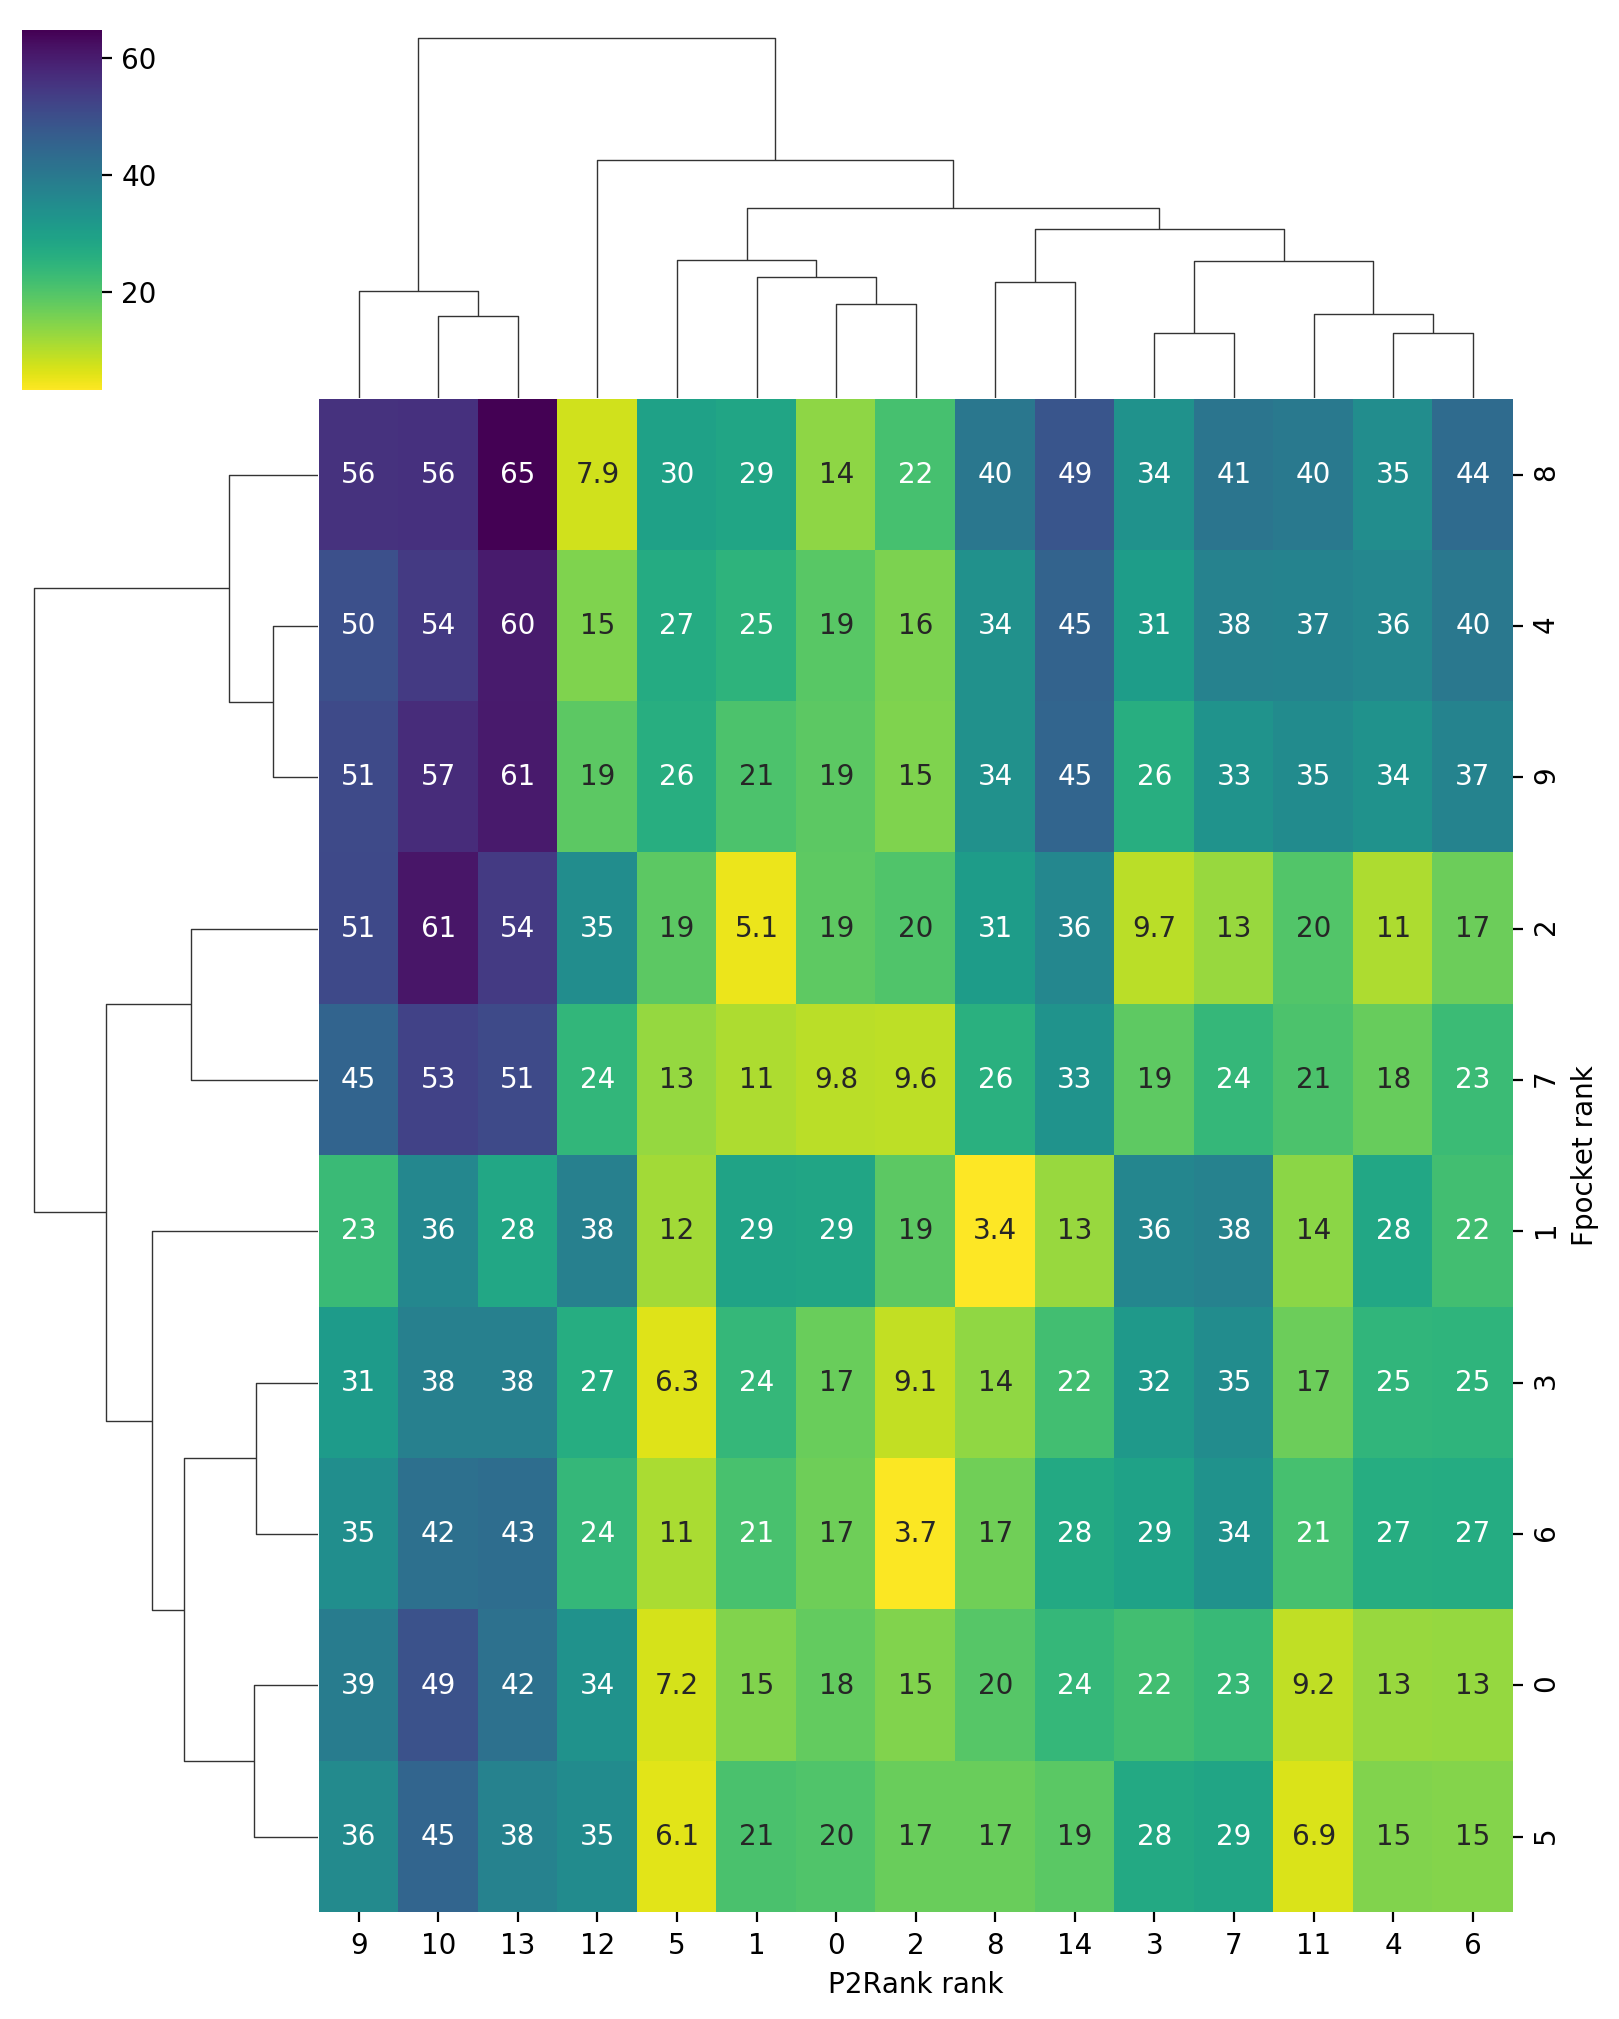 60
40
20
56 56 65 7.9 30 29 14 22 40 49 34 41 40 35 44 8
50 54 60 15 27 25 19 16 34 45 31 38 37 36 40 4
51 57 61 19 26 21 19 15 34 45 26 33 35 34 37 9
51 61 54 35 19 5.1 19 20 31 36 9.7 13 20 11 17 2
45 53 51 24 13 11 9.8 9.6 26 33 19 24 21 18 23 7
23 36 28 38 12 29 29 19 3.4 13 36 38 14 28 22 1
31 38 38 27 6.3 24 17 9.1 14 22 32 35 17 25 25 3
35 42 43 24 11 21 17 3.7 17 28 29 34 21 27 27 6
39 49 42 34 7.2 15 18 15 20 24 22 23 9.2 13 13 0
36 45 38 35 6.1 21 20 17 17 19 28 29 6.9 15 15 5
Fpocket rank
9 10 13 12 5 1 0 2 8 14 3 7 11 4 6
P2Rank rank